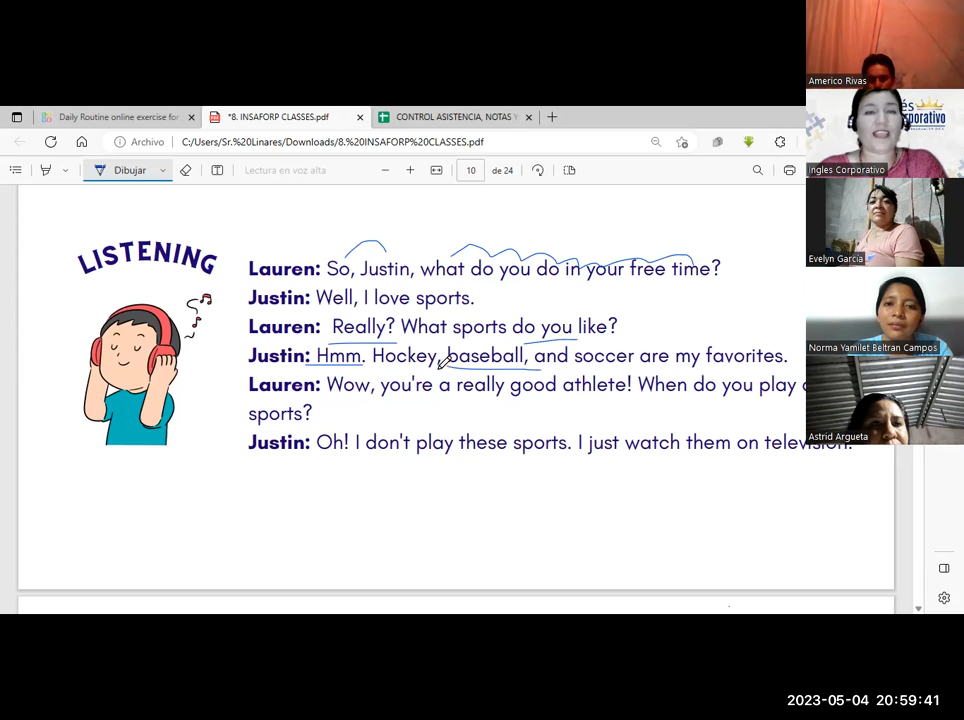 Daily Routine online exercise for
*8. INSAFORP CLASSES.pdf
CONTROL ASISTENCIA, NOTAS Y
Archivo
C:/Users/Sr.%20Linares/Downloads/8.%20INSAFORP%20CLASSES.pdf
Dibujar
Lectura en voz alta
10
de 24
LISTENING
Lauren: So, Justin, what do you do in your free time?
Justin: Well, I love sports.
Lauren: Really? What sports do you like?
Justin: Hmm. Hockey, baseball, and soccer are my favorites.
Lauren: Wow, you're a really good athlete! When do you play
sports?
Justin: Oh! I don't play these sports. I just watch them on television.
Americo Rivas
Ingles Corporativo
Evelyn Garcia
Norma Yamilet Beltran Campos
Astrid Argueta
2023-05-04 20:59:41